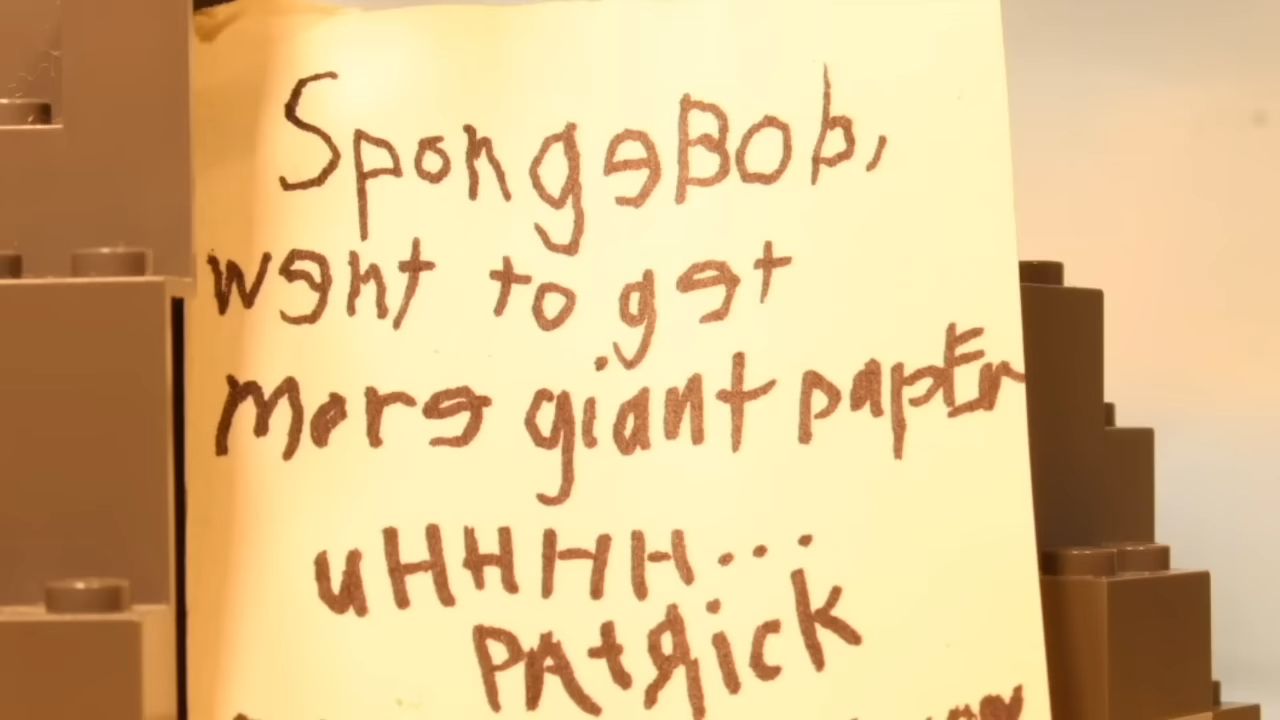 SpongeBob,
went to get
more giant papEr
uHHHH...
PAtRick